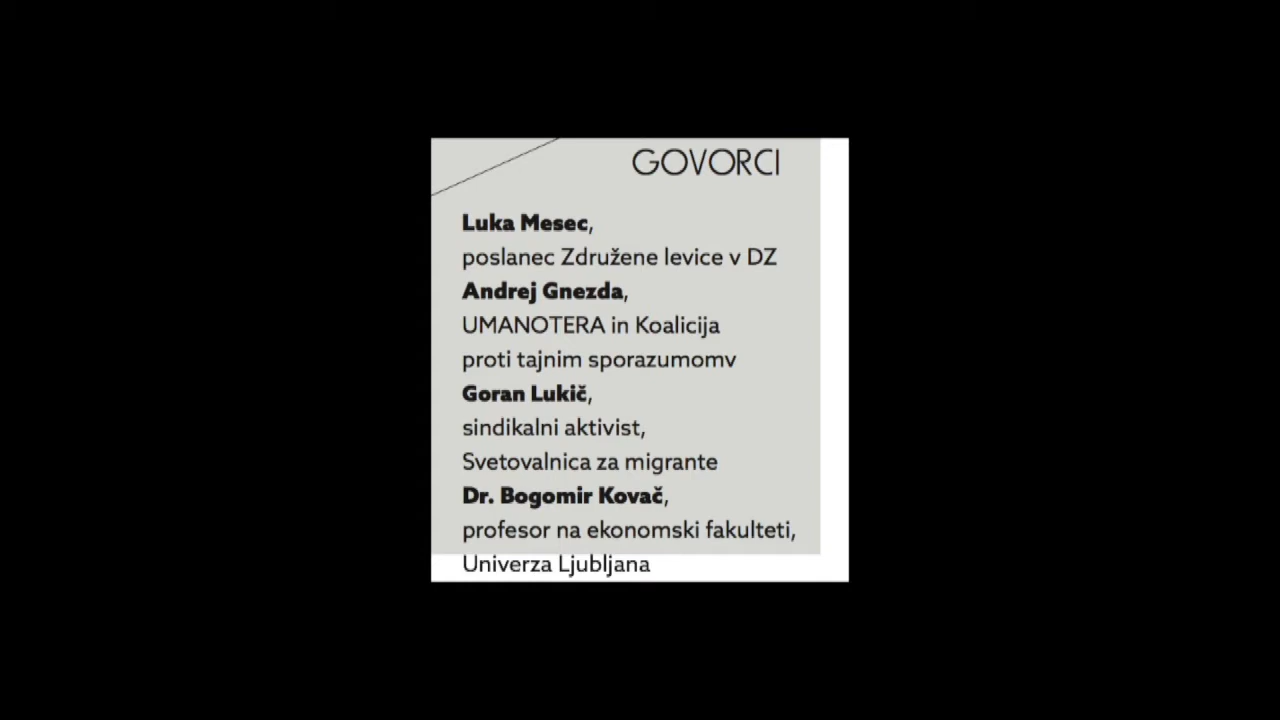 GOVORCI
Luka Mesec,
poslanec Združene levice v DZ
Andrej Gnezda,
UMANOTERA in Koalicija
proti tajnim sporazumomv
Goran Lukič,
sindikalni aktivist,
Svetovalnica za migrante
Dr. Bogomir Kovač,
profesor na ekonomski fakulteti,
Univerza Ljubljana